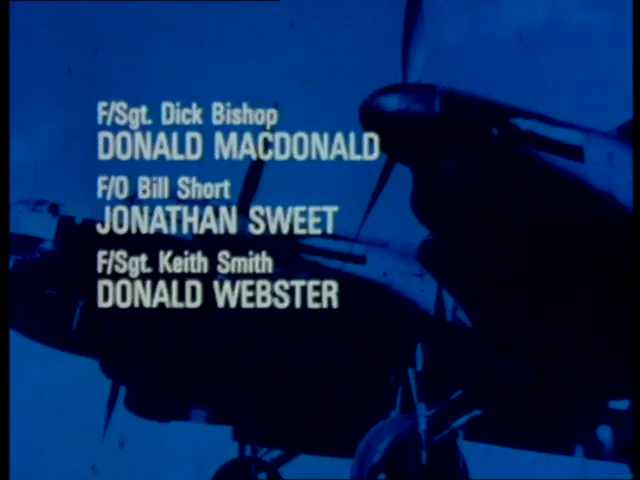 F/Sgt. Dick Bishop
DONALD MACDONALD
F/O Bill Short
JONATHAN SWEET
F/Sgt. Keith Smith
DONALD WEBSTER